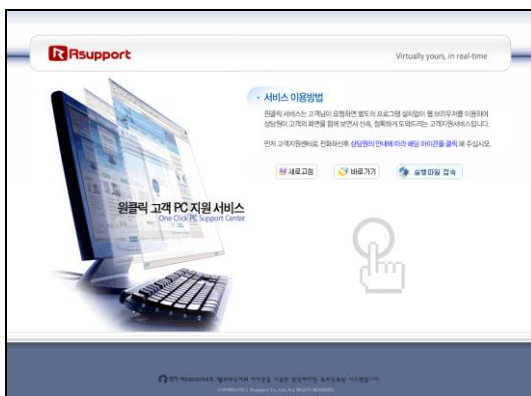 Rsupport
Virtually yours, in real-time
서비스 이용방법
원클릭 서비스는 고객님이 요청하면 별도의 프로그램 설치없이 웹 브라우저를 이용하여
상담원이 고객의 화면을 함께 보면서 신속, 정확하게 도와드리는 고객지원서비스입니다.
먼저 고객지원센터로 전화하신후 상담원의 안내에 따라 해당 아이콘을 클릭 해 주십시오.
새로고침
바로가기
실행파일 접속
원클릭 고객 PC 지원 서비스
One Click PC Support Center
COPYRIGHT(C) Rsupport Co., Ltd. ALL RIGHTS RESERVED